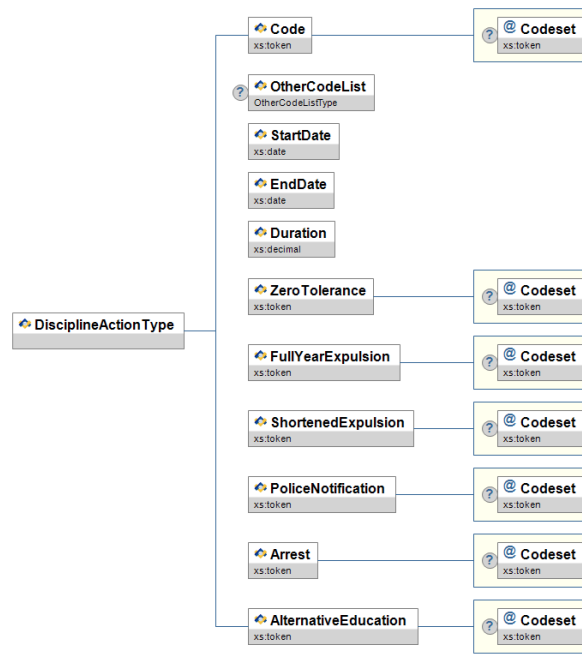 Code
xs:token
@ Codeset
xs:token
?
?
OtherCodeList
OtherCodeListType
StartDate
xs:date
EndDate
xs:date
Duration
xs:decimal
ZeroTolerance
xs:token
?
@ Codeset
xs:token
DisciplineActionType
FullYearExpulsion
xs:token
?
@ Codeset
xs:token
ShortenedExpulsion
xs:token
?
@ Codeset
xs:token
PoliceNotification
xs:token
?
@ Codeset
xs:token
Arrest
xs:token
?
@ Codeset
xs:token
AlternativeEducation
xs:token
?
@ Codeset
xs:token